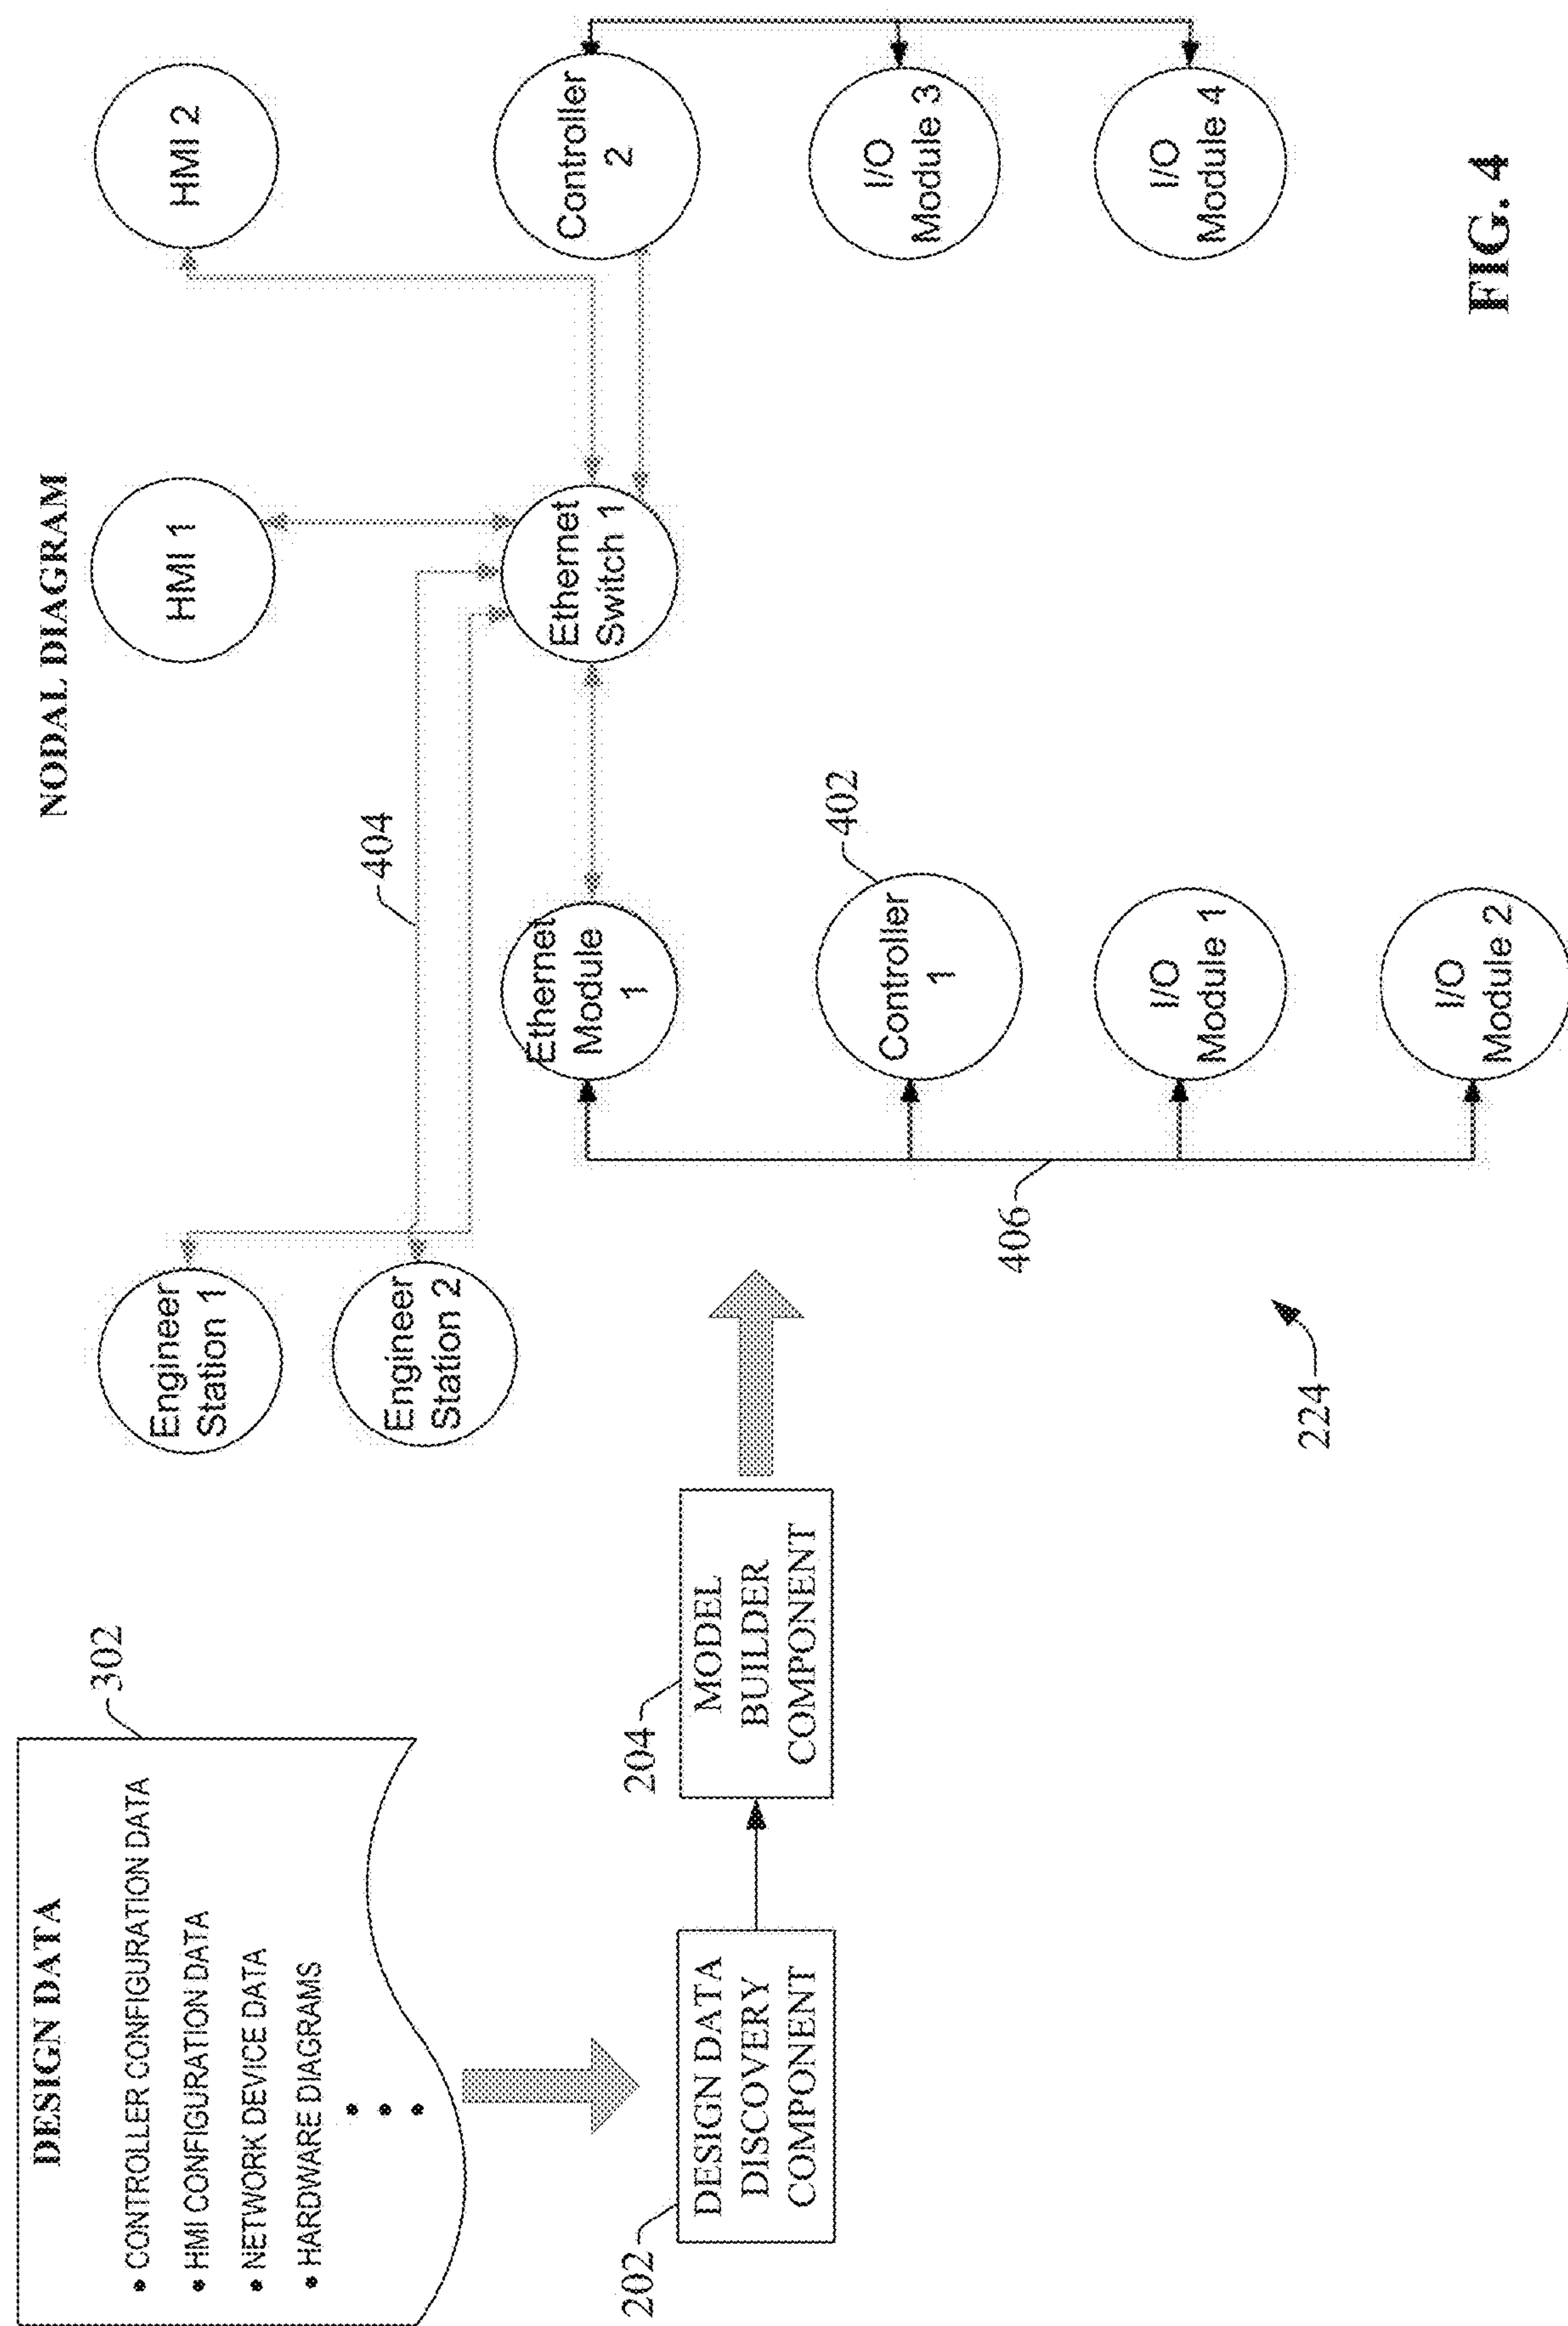 DESIGN DATA
• CONTROLLER CONFIGURATION DATA
• HMI CONFIGURATION DATA
• NETWORK DEVICE DATA
• HARDWARE DIAGRAMS
302
202
DESIGN DATA
DISCOVERY
COMPONENT
204
MODEL
BUILDER
COMPONENT
NODAL DIAGRAM
Engineer
Station 1
Engineer
Station 2
404
HMI 1
HMI 2
Ethernet
Module
1
Ethernet
Switch 1
Controller
2
Controller
1
402
I/O
Module 3
I/O
Module 1
I/O
Module 4
I/O
Module 2
406
224
FIG. 4